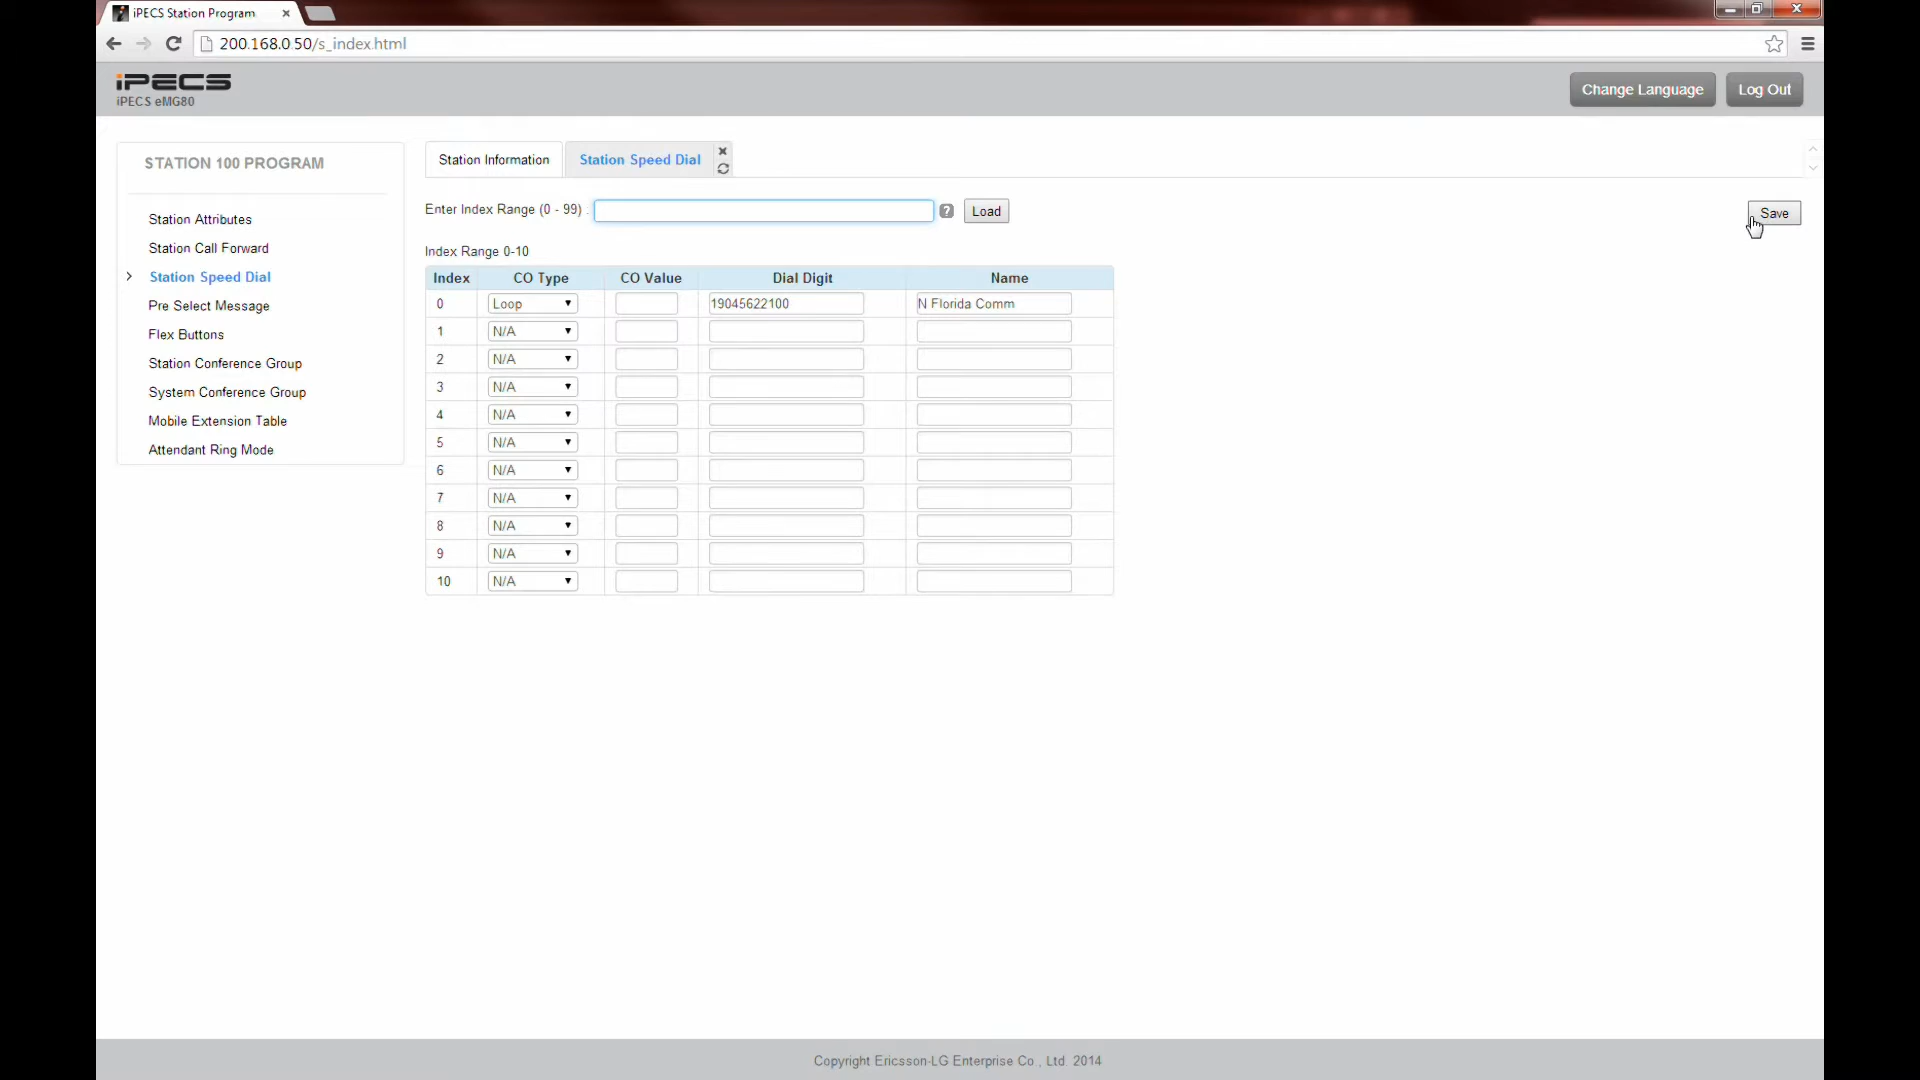 iPECS Station Program
200.168.0.50/s_index.html
iPECS
iPECS eMG80
Change Language
Log Out
STATION 100 PROGRAM
Station Attributes
Station Call Forward
Station Speed Dial
Pre Select Message
Flex Buttons
Station Conference Group
System Conference Group
Mobile Extension Table
Attendant Ring Mode
Station Information
Station Speed Dial
Enter Index Range (0 - 99) :
?
Load
Save
Index Range 0-10
Index CO Type CO Value Dial Digit Name
0 Loop 19045622100 N Florida Comm
1 N/A
2 N/A
3 N/A
4 N/A
5 N/A
6 N/A
7 N/A
8 N/A
9 N/A
10 N/A
Copyright Ericsson-LG Enterprise Co., Ltd. 2014